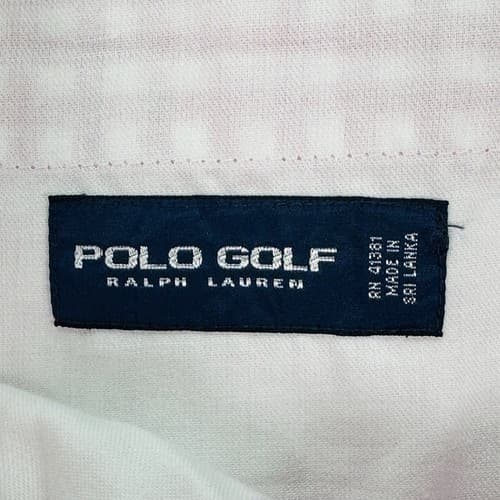 POLO GOLF
RALPH LAUREN
RN 41381
MADE IN
SRI LANKA